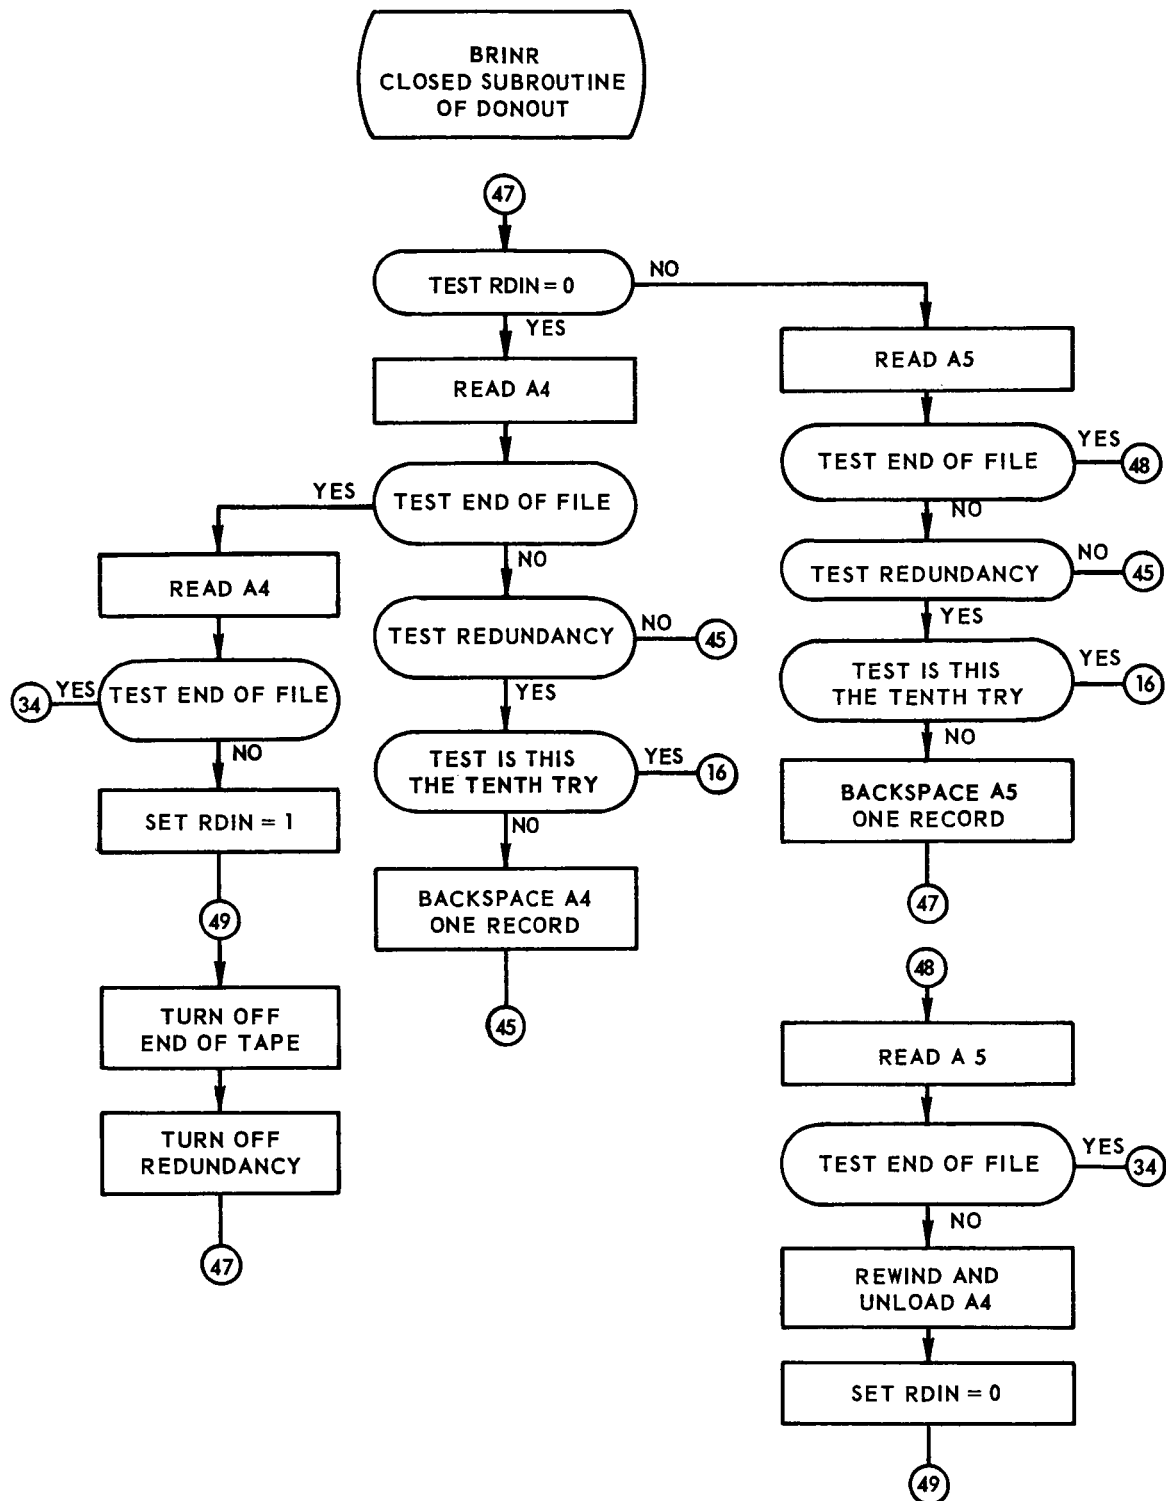 BRINR
CLOSED SUBROUTINE
OF DONOUT
47
TEST RDIN = 0
NO
YES
READ A4
TEST END OF FILE
YES
NO
READ A4
TEST END OF FILE
YES
34
NO
SET RDIN = 1
49
TURN OFF
END OF TAPE
TURN OFF
REDUNDANCY
47
TEST REDUNDANCY
NO
45
YES
TEST IS THIS
THE TENTH TRY
YES
16
NO
BACKSPACE A4
ONE RECORD
45
READ A5
TEST END OF FILE
YES
48
NO
TEST REDUNDANCY
NO
45
YES
TEST IS THIS
THE TENTH TRY
YES
16
NO
BACKSPACE A5
ONE RECORD
47
48
READ A 5
TEST END OF FILE
YES
34
NO
REWIND AND
UNLOAD A4
SET RDIN = 0
49